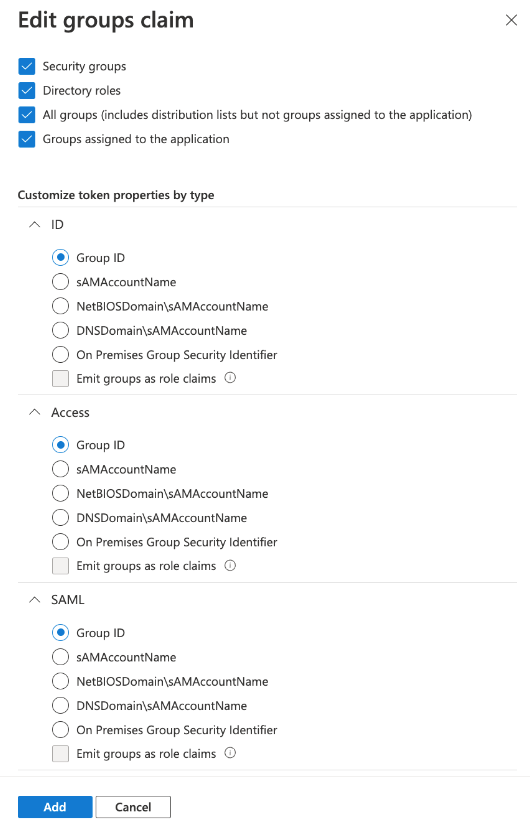 Edit groups claim
Security groups
Directory roles
All groups (includes distribution lists but not groups assigned to the application)
Groups assigned to the application
Customize token properties by type
ID
Group ID
sAMAccountName
NetBIOSDomain\sAMAccountName
DNSDomain\sAMAccountName
On Premises Group Security Identifier
Emit groups as role claims
Access
Group ID
sAMAccountName
NetBIOSDomain\sAMAccountName
DNSDomain\sAMAccountName
On Premises Group Security Identifier
Emit groups as role claims
SAML
Group ID
sAMAccountName
NetBIOSDomain\sAMAccountName
DNSDomain\sAMAccountName
On Premises Group Security Identifier
Emit groups as role claims
Add Cancel